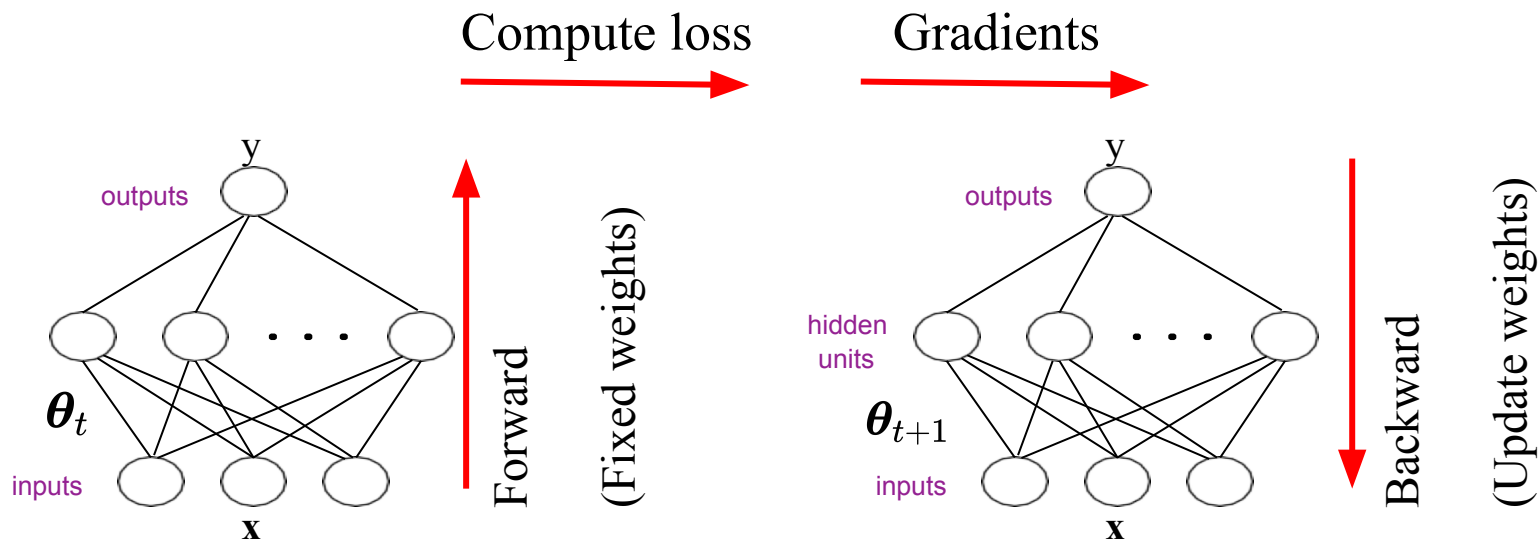 Compute loss
Gradients
y
outputs
θt
inputs
x
Forward
(Fixed weights)
. . .
y
outputs
hidden
units
θt+1
inputs
x
. . .
Backward
(Update weights)